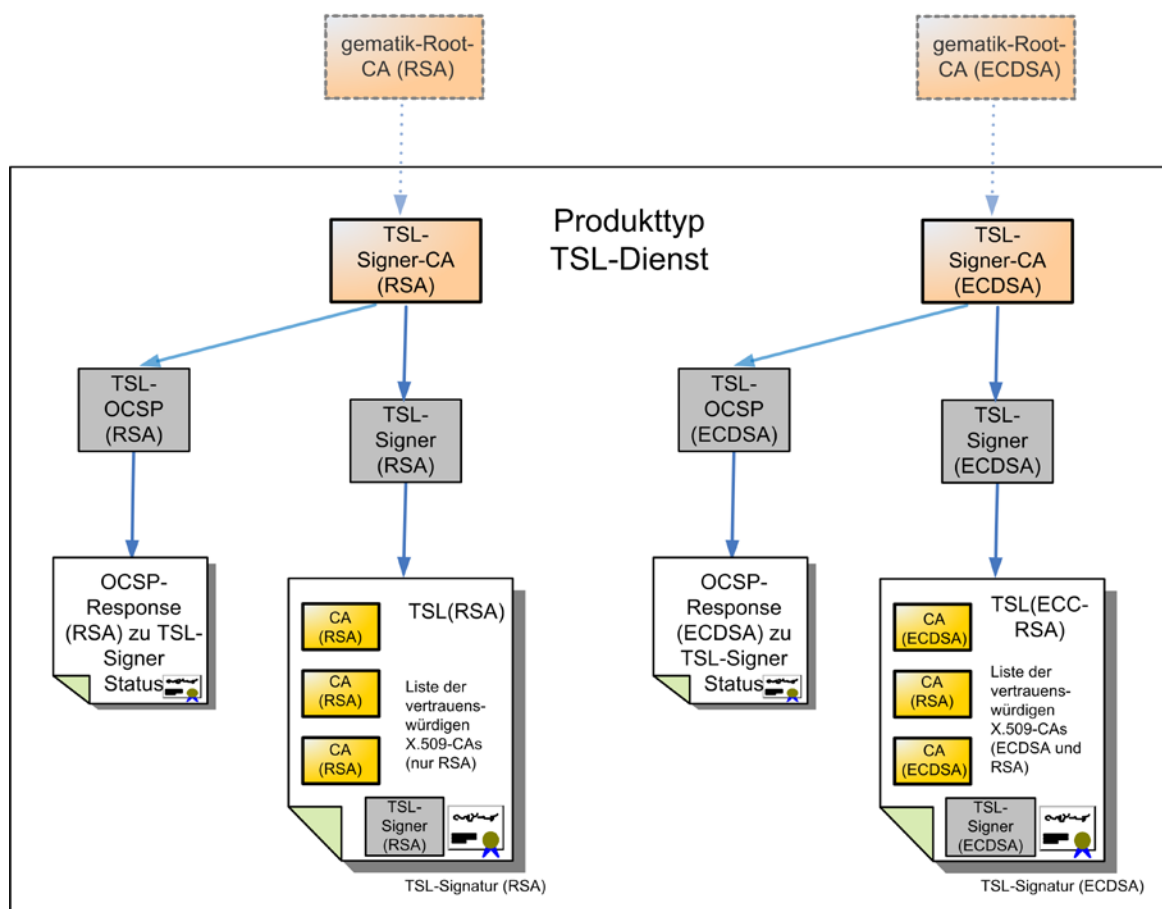 gematik-Root-
CA (RSA)
gematik-Root-
CA (ECDSA)
Produkttyp
TSL-Dienst
TSL-
Signer-CA
(RSA)
TSL-
Signer-CA
(ECDSA)
TSL-
OCSP
(RSA)
TSL-
Signer
(RSA)
TSL-
OCSP
(ECDSA)
TSL-
Signer
(ECDSA)
OCSP-
Response
(RSA) zu TSL-
Signer
Status
TSL(RSA)
CA
(RSA)
CA
(RSA)
CA
(RSA)
Liste der
vertrauens-
würdigen
X.509-CAs
(nur RSA)
TSL-
Signer
(RSA)
TSL-Signatur (RSA)
OCSP-
Response
(ECDSA) zu
TSL-Signer
Status
TSL(ECC-
RSA)
CA
(ECDSA)
CA
(RSA)
CA
(ECDSA)
Liste der
vertrauens-
würdigen
X.509-CAs
(ECDSA und
RSA)
TSL-
Signer
(ECDSA)
TSL-Signatur (ECDSA)